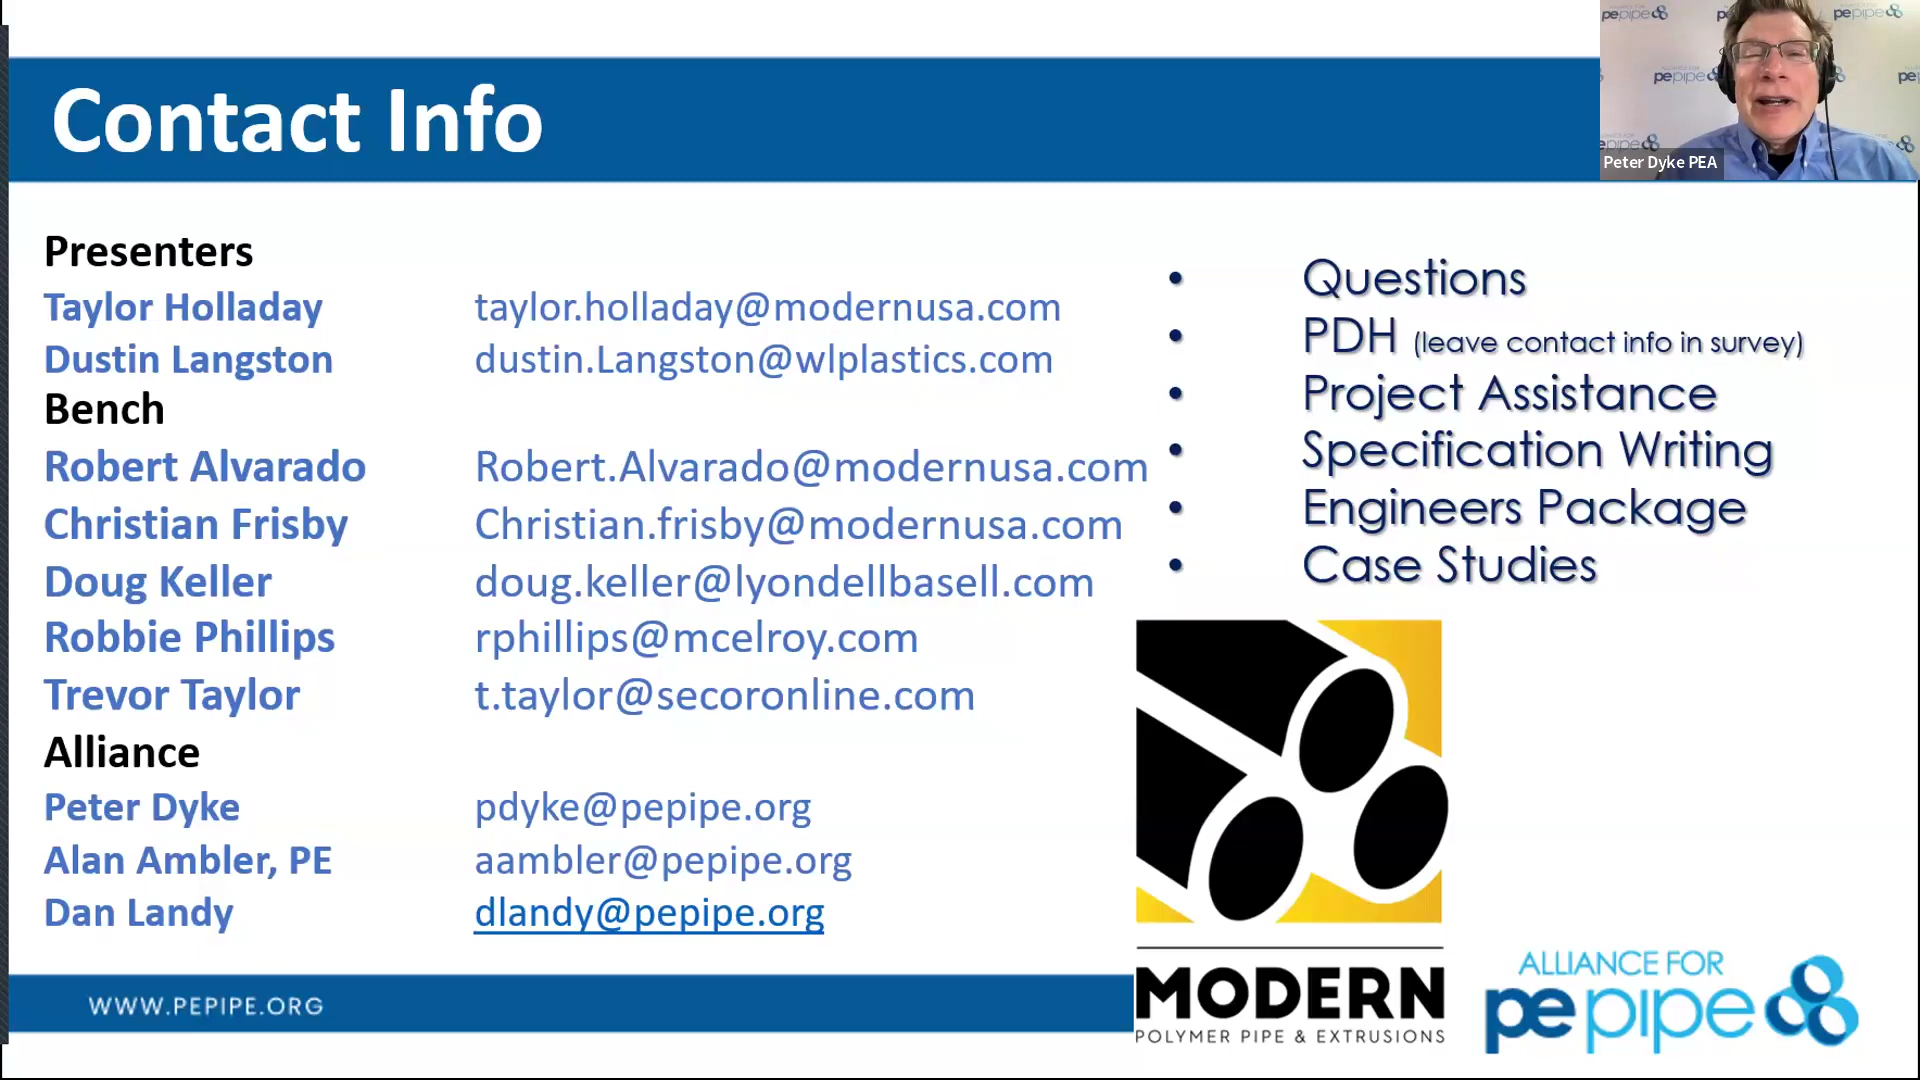 Contact Info
Peter Dyke PEA
Presenters
Taylor Holladay taylor.holladay@modernusa.com
Dustin Langston dustin.Langston@wlplastics.com
Bench
Robert Alvarado Robert.Alvarado@modernusa.com
Christian Frisby Christian.frisby@modernusa.com
Doug Keller doug.keller@lyondellbasell.com
Robbie Phillips rphillips@mcelroy.com
Trevor Taylor t.taylor@secoronline.com
Alliance
Peter Dyke pdyke@pepipe.org
Alan Ambler, PE aambler@pepipe.org
Dan Landy dlandy@pepipe.org
• Questions
• PDH (leave contact info in survey)
• Project Assistance
• Specification Writing
• Engineers Package
• Case Studies
WWW.PEPIPE.ORG
MODERN
POLYMER PIPE & EXTRUSIONS
ALLIANCE FOR
pepipe